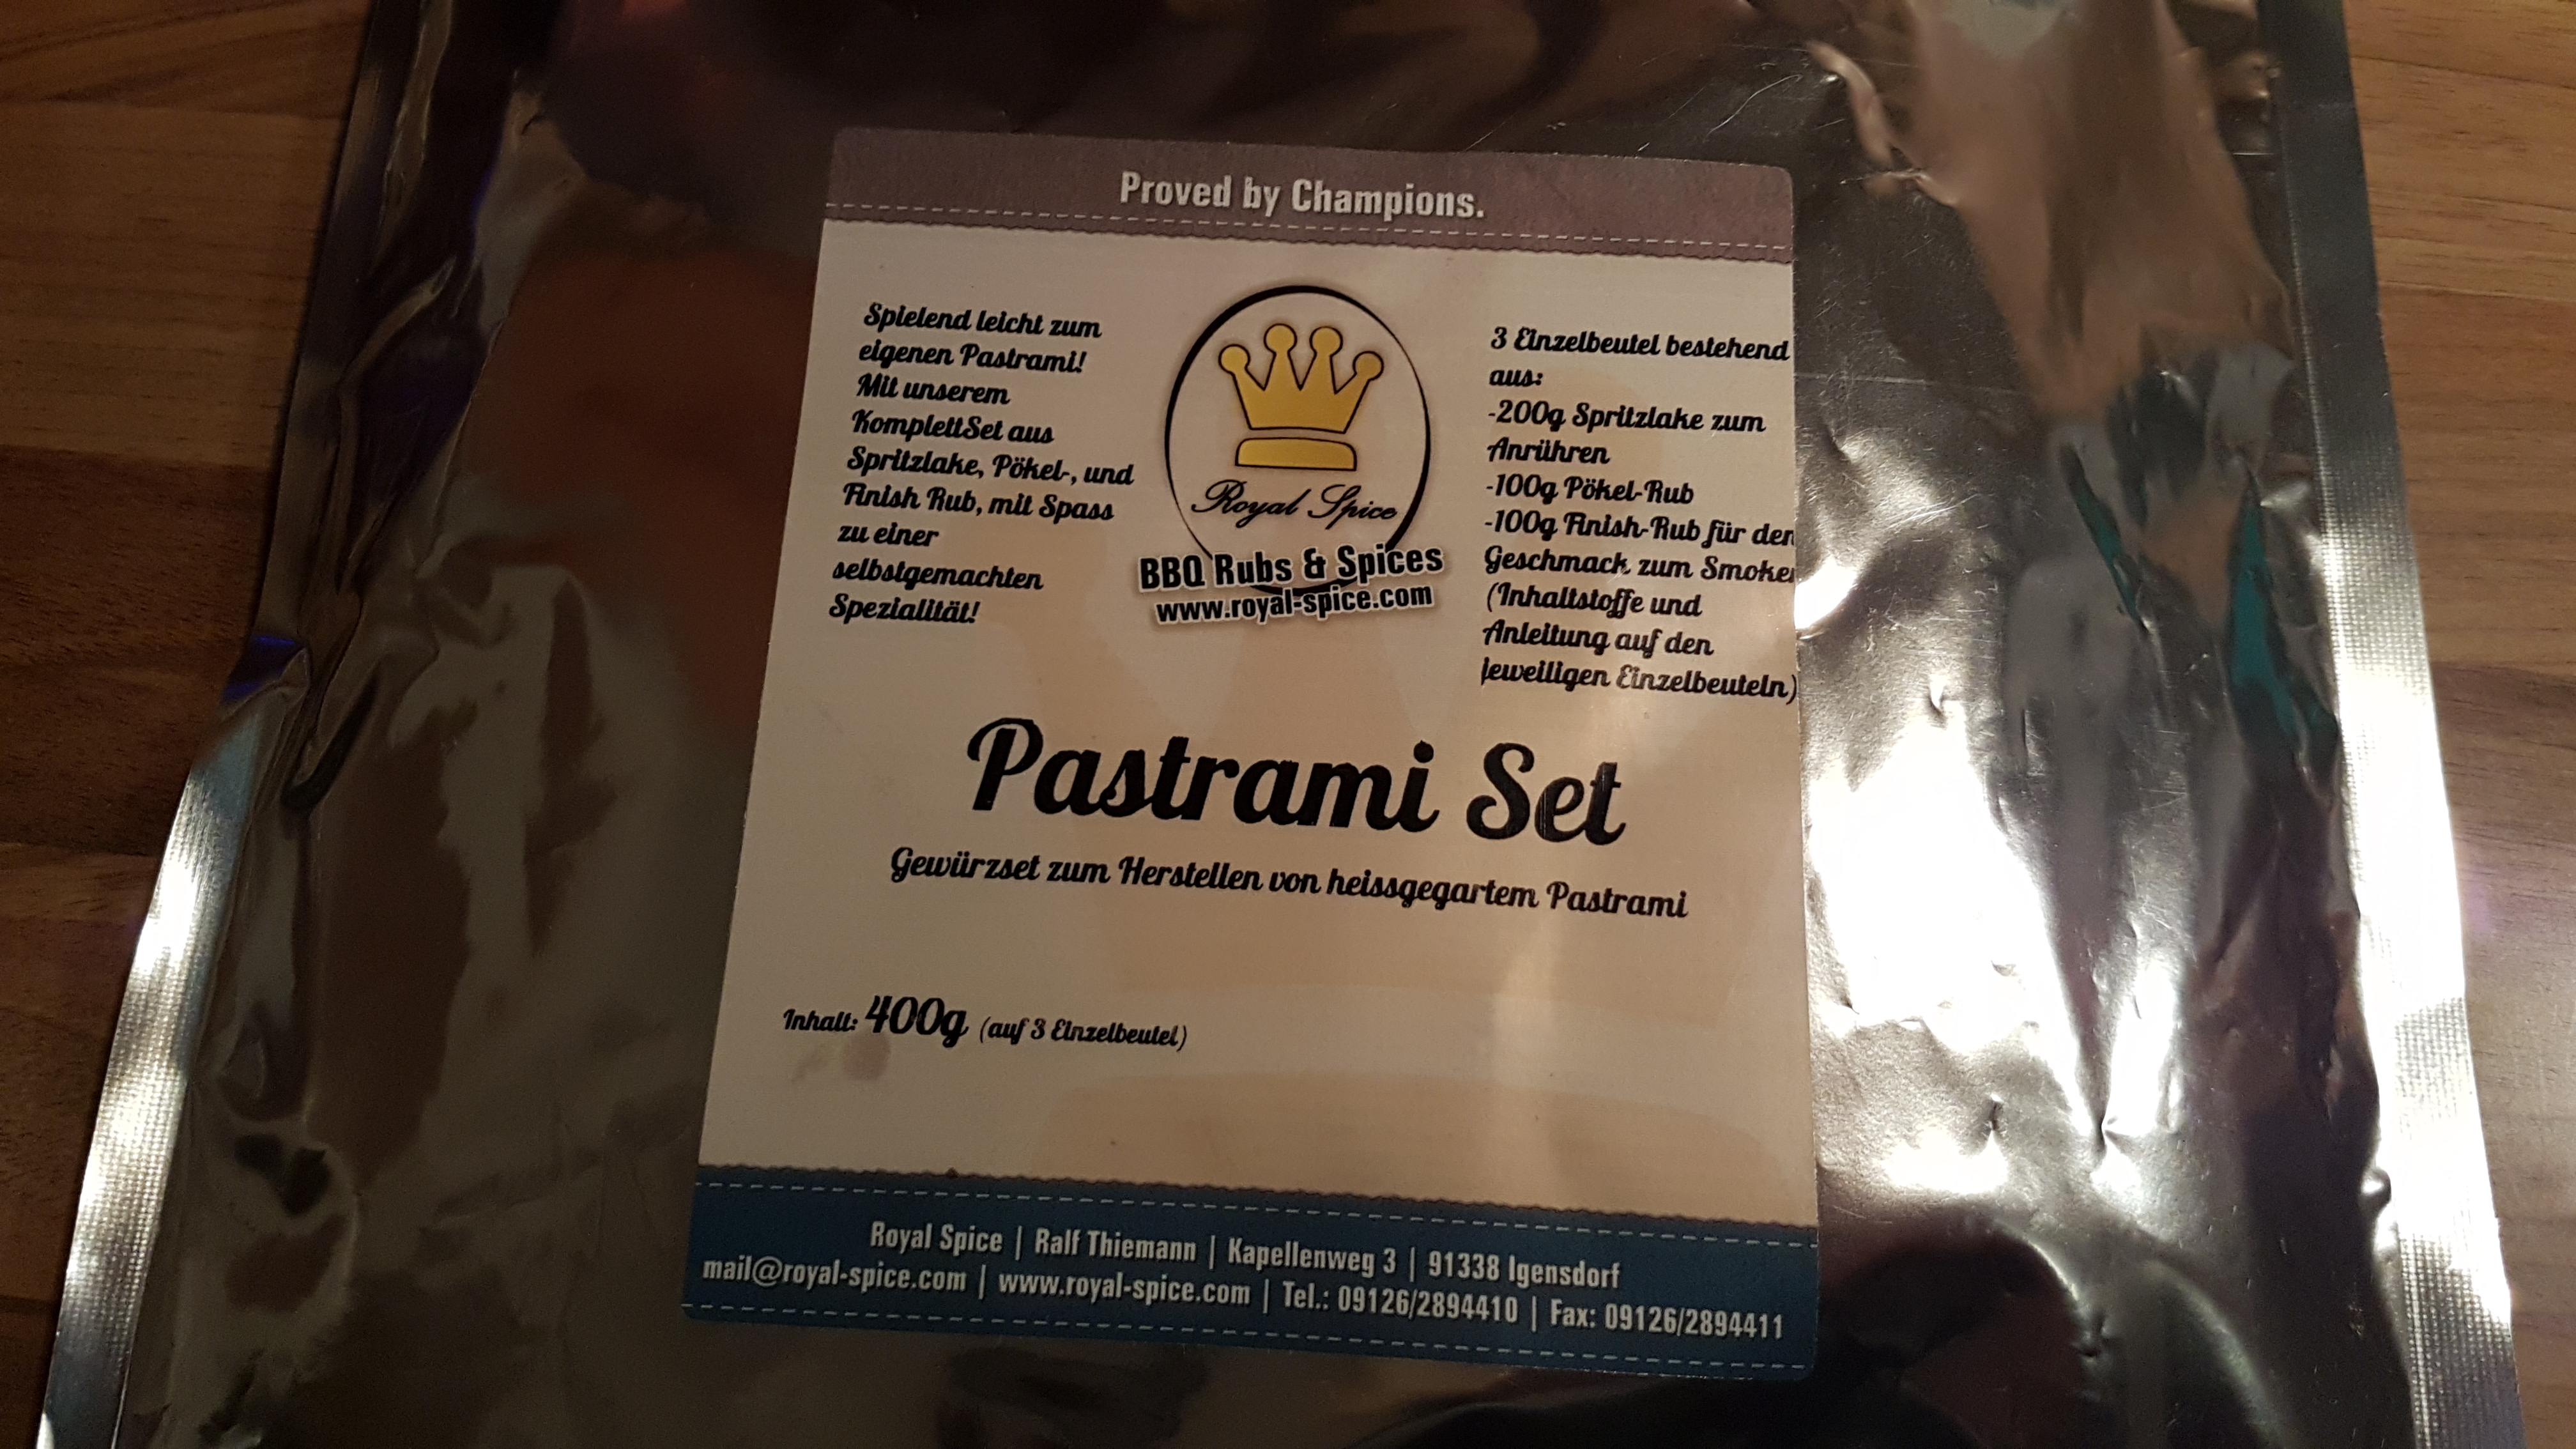 Proved by Champions.
Spielend leicht zum
eigenen Pastrami!
Mit unserem
KomplettSet aus
Spritzlake, Pökel-, und
Finish Rub, mit Spass
zu einer
selbstgemachten
Spezialität!
Royal Spice
BBQ Rubs & Spices
www.royal-spice.com
3 Einzelbeutel bestehend
aus:
-200g Spritzlake zum
Anrühren
-100g Pökel-Rub
-100g Finish-Rub für den
Geschmack zum Smoken
(Inhaltstoffe und
Anleitung auf den
jeweiligen Einzelbeuteln)
Pastrami Set
Gewürzset zum Herstellen von heissgegartem Pastrami
Inhalt: 400g (auf 3 Einzelbeutel)
Royal Spice | Ralf Thiemann | Kapellenweg 3 | 91338 Igensdorf
mail@royal-spice.com | www.royal-spice.com | Tel.: 09126/2894410 | Fax: 09126/2894411